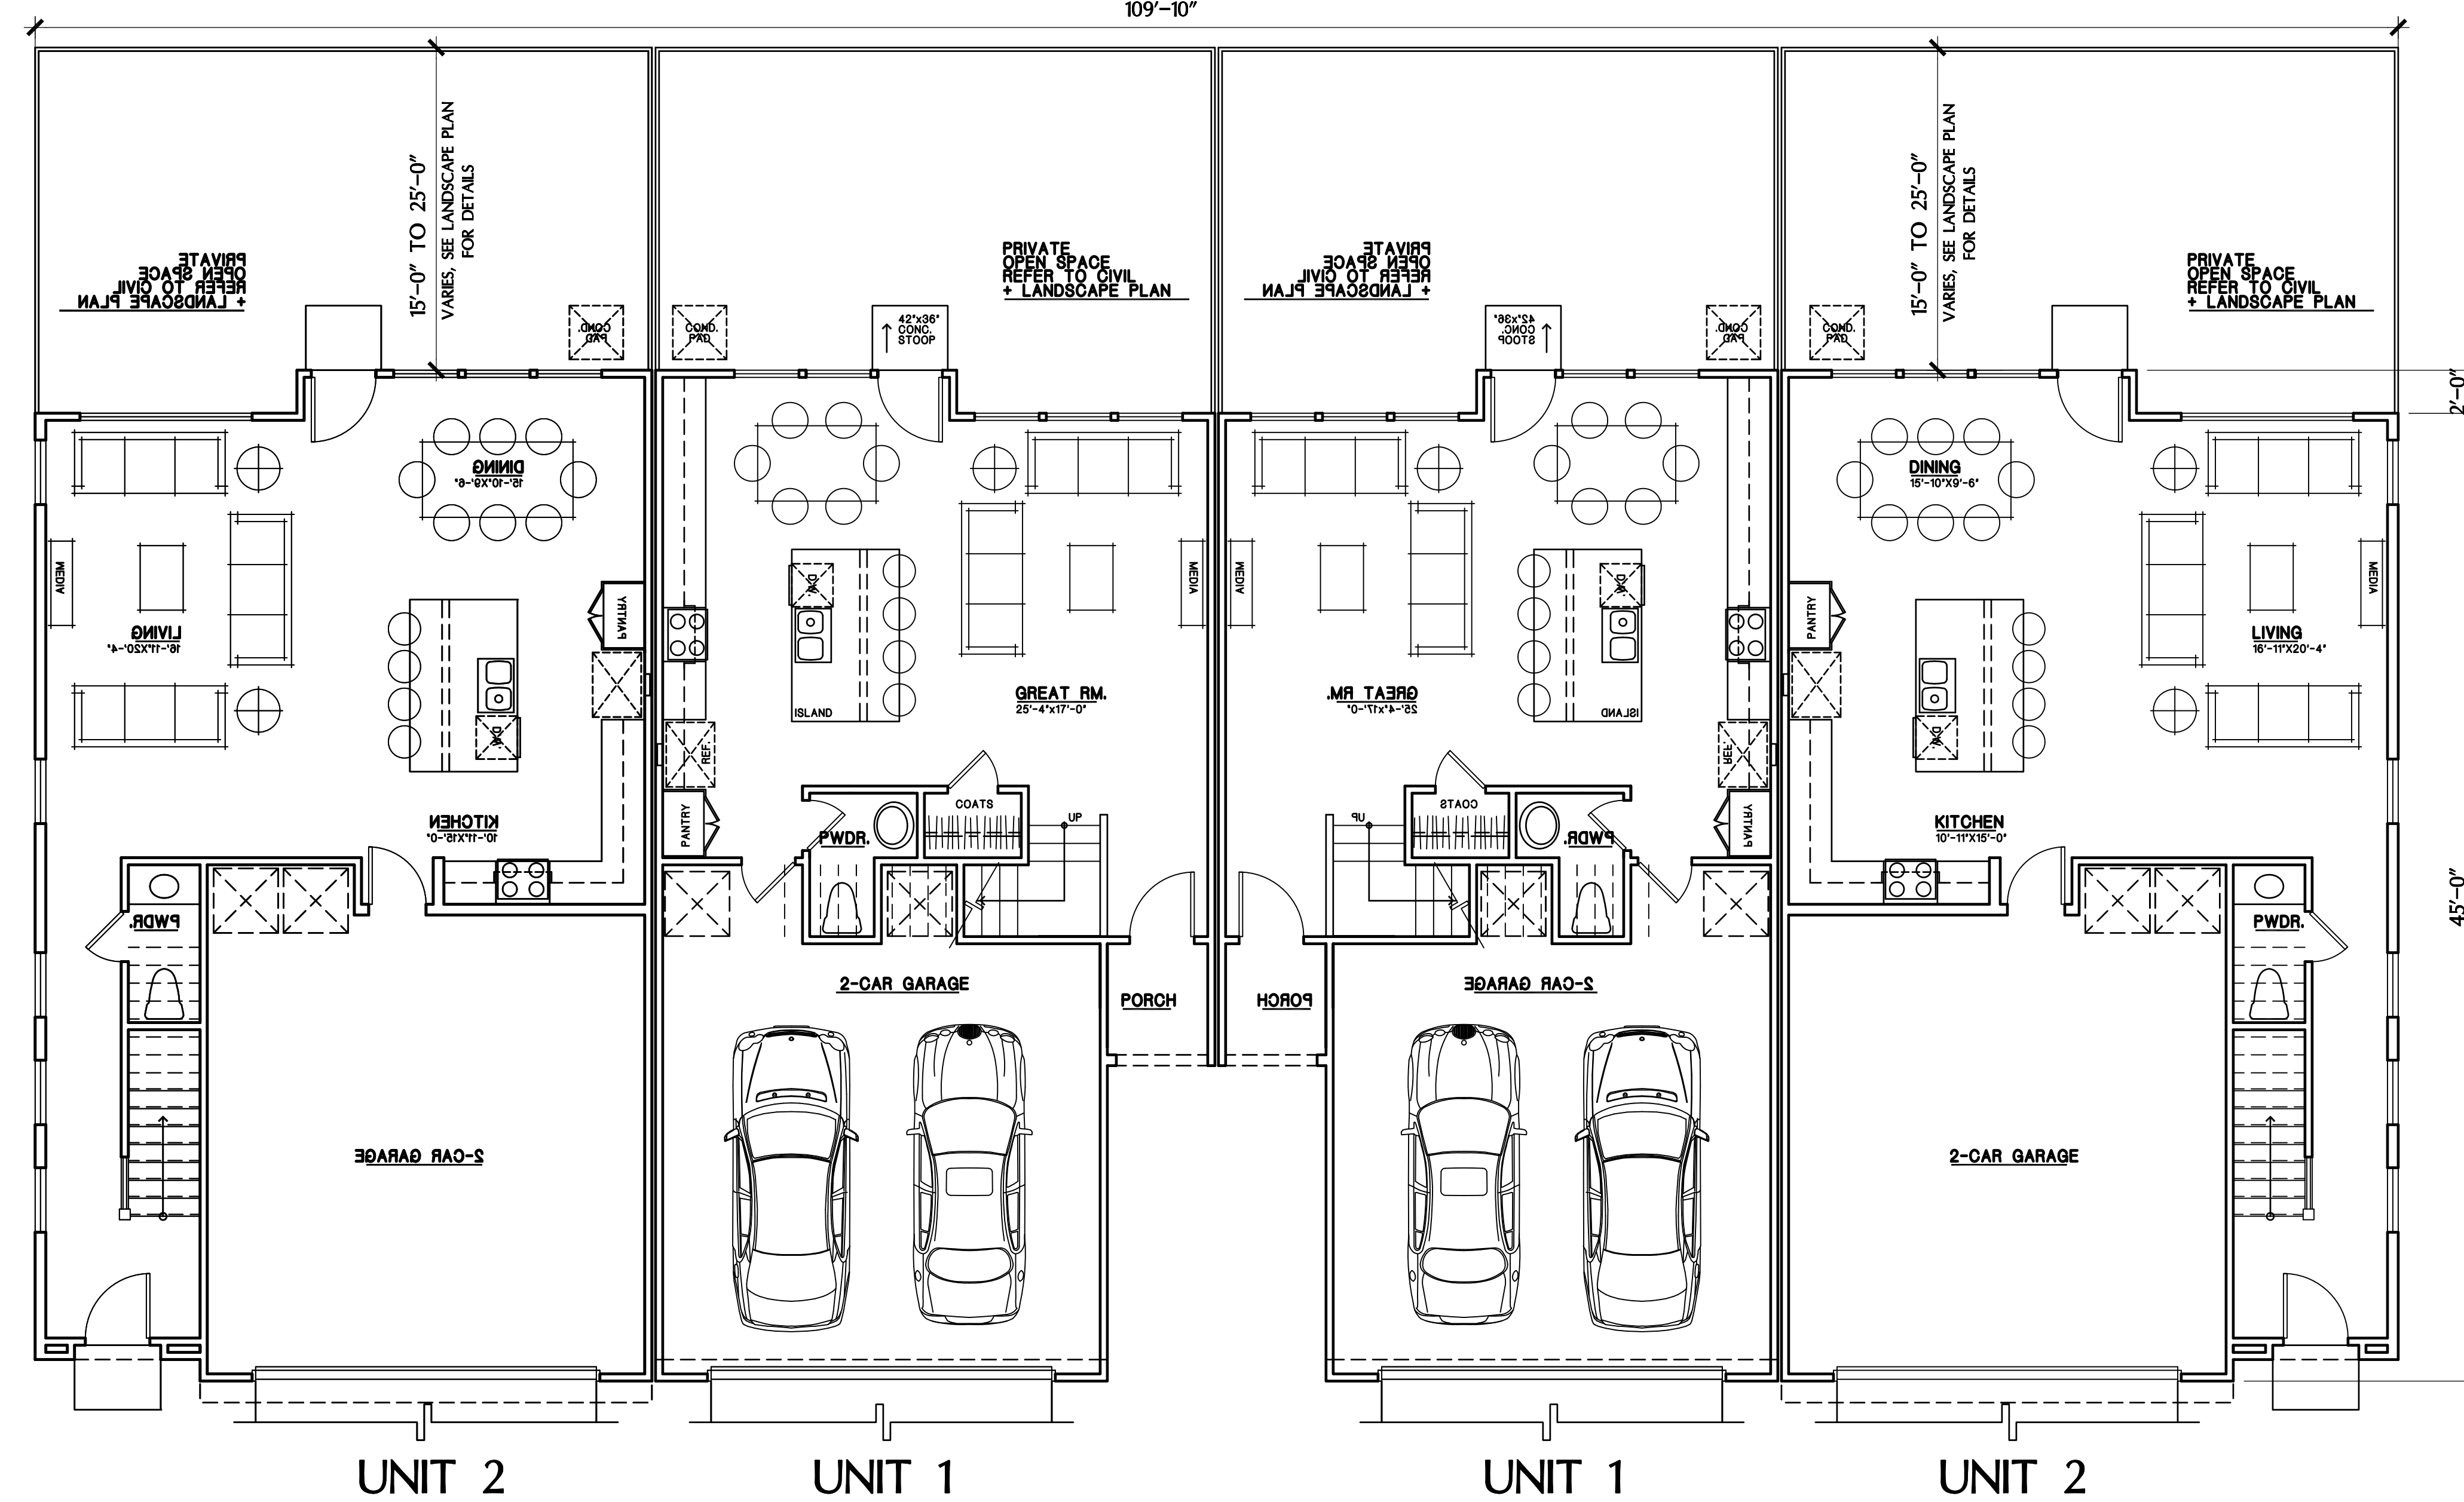 109'-10"
15'-0" TO 25'-0"
VARIES, SEE LANDSCAPE PLAN
FOR DETAILS
15'-0" TO 25'-0"
VARIES, SEE LANDSCAPE PLAN
FOR DETAILS
PRIVATE
OPEN SPACE
REFER TO CIVIL
+ LANDSCAPE PLAN
PRIVATE
OPEN SPACE
REFER TO CIVIL
+ LANDSCAPE PLAN
PRIVATE
OPEN SPACE
REFER TO CIVIL
+ LANDSCAPE PLAN
PRIVATE
OPEN SPACE
REFER TO CIVIL
+ LANDSCAPE PLAN
COND.
PAD
COND.
PAD
42"x36"
CONC.
STOOP
42"x36"
CONC.
STOOP
COND.
PAD
COND.
PAD
2'-0"
DINING
15'-10"X9'-6"
DINING
15'-10"X9'-6"
MEDIA
LIVING
16'-11"X20'-4"
PANTRY
D.W.
D.W.
ISLAND
GREAT RM.
25'-4"x17'-0"
MEDIA
MEDIA
GREAT RM.
25'-4"x17'-0"
D.W.
ISLAND
PANTRY
D.W.
LIVING
16'-11"X20'-4"
MEDIA
REF.
REF.
KITCHEN
10'-11"X15'-0"
PANTRY
PWDR.
COATS
UP
UP
COATS
PWDR.
PANTRY
KITCHEN
10'-11"X15'-0"
45'-0"
PWDR.
PWDR.
2-CAR GARAGE
PORCH
PORCH
2-CAR GARAGE
2-CAR GARAGE
2-CAR GARAGE
UNIT 2
UNIT 1
UNIT 1
UNIT 2